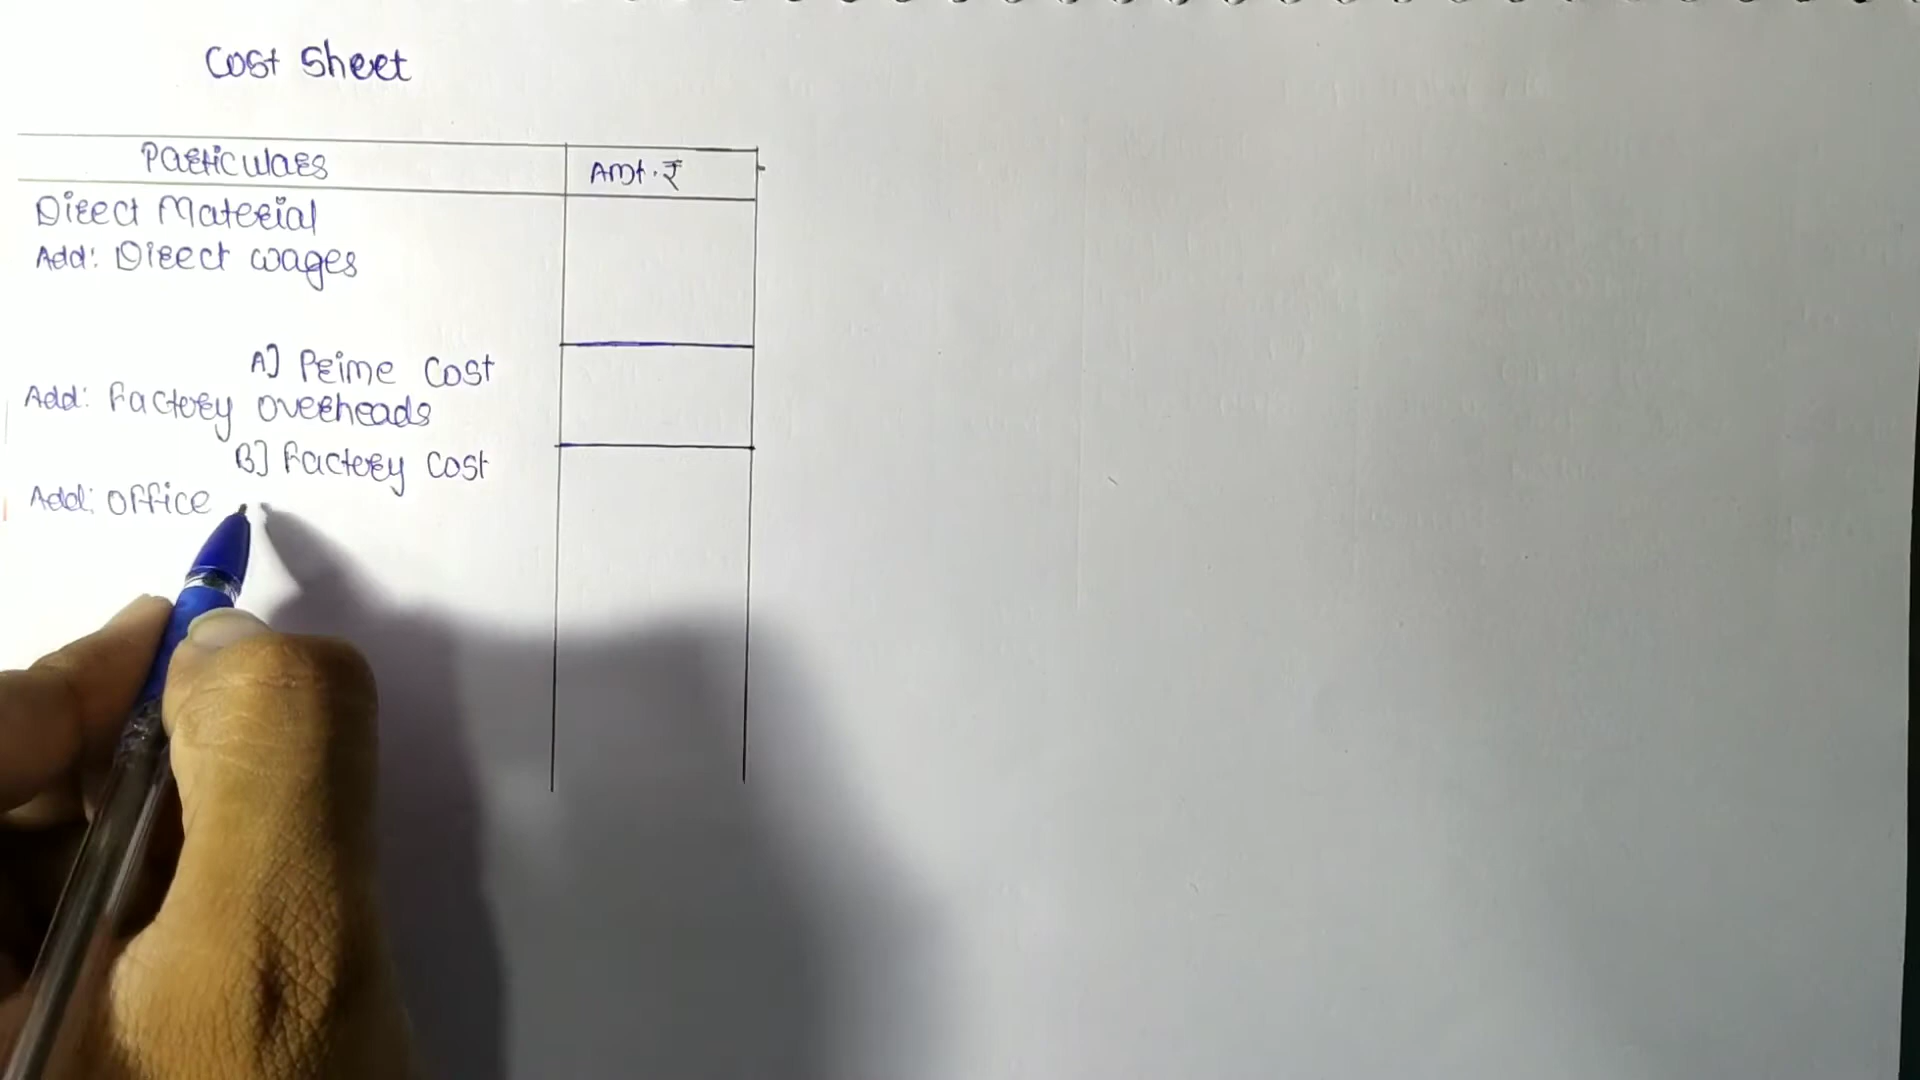 Cost Sheet
Particulars Amt. ₹
Direct Material
Add: Direct wages
A] Prime Cost
Add: Factory overheads
B] Factory Cost
Add: Office